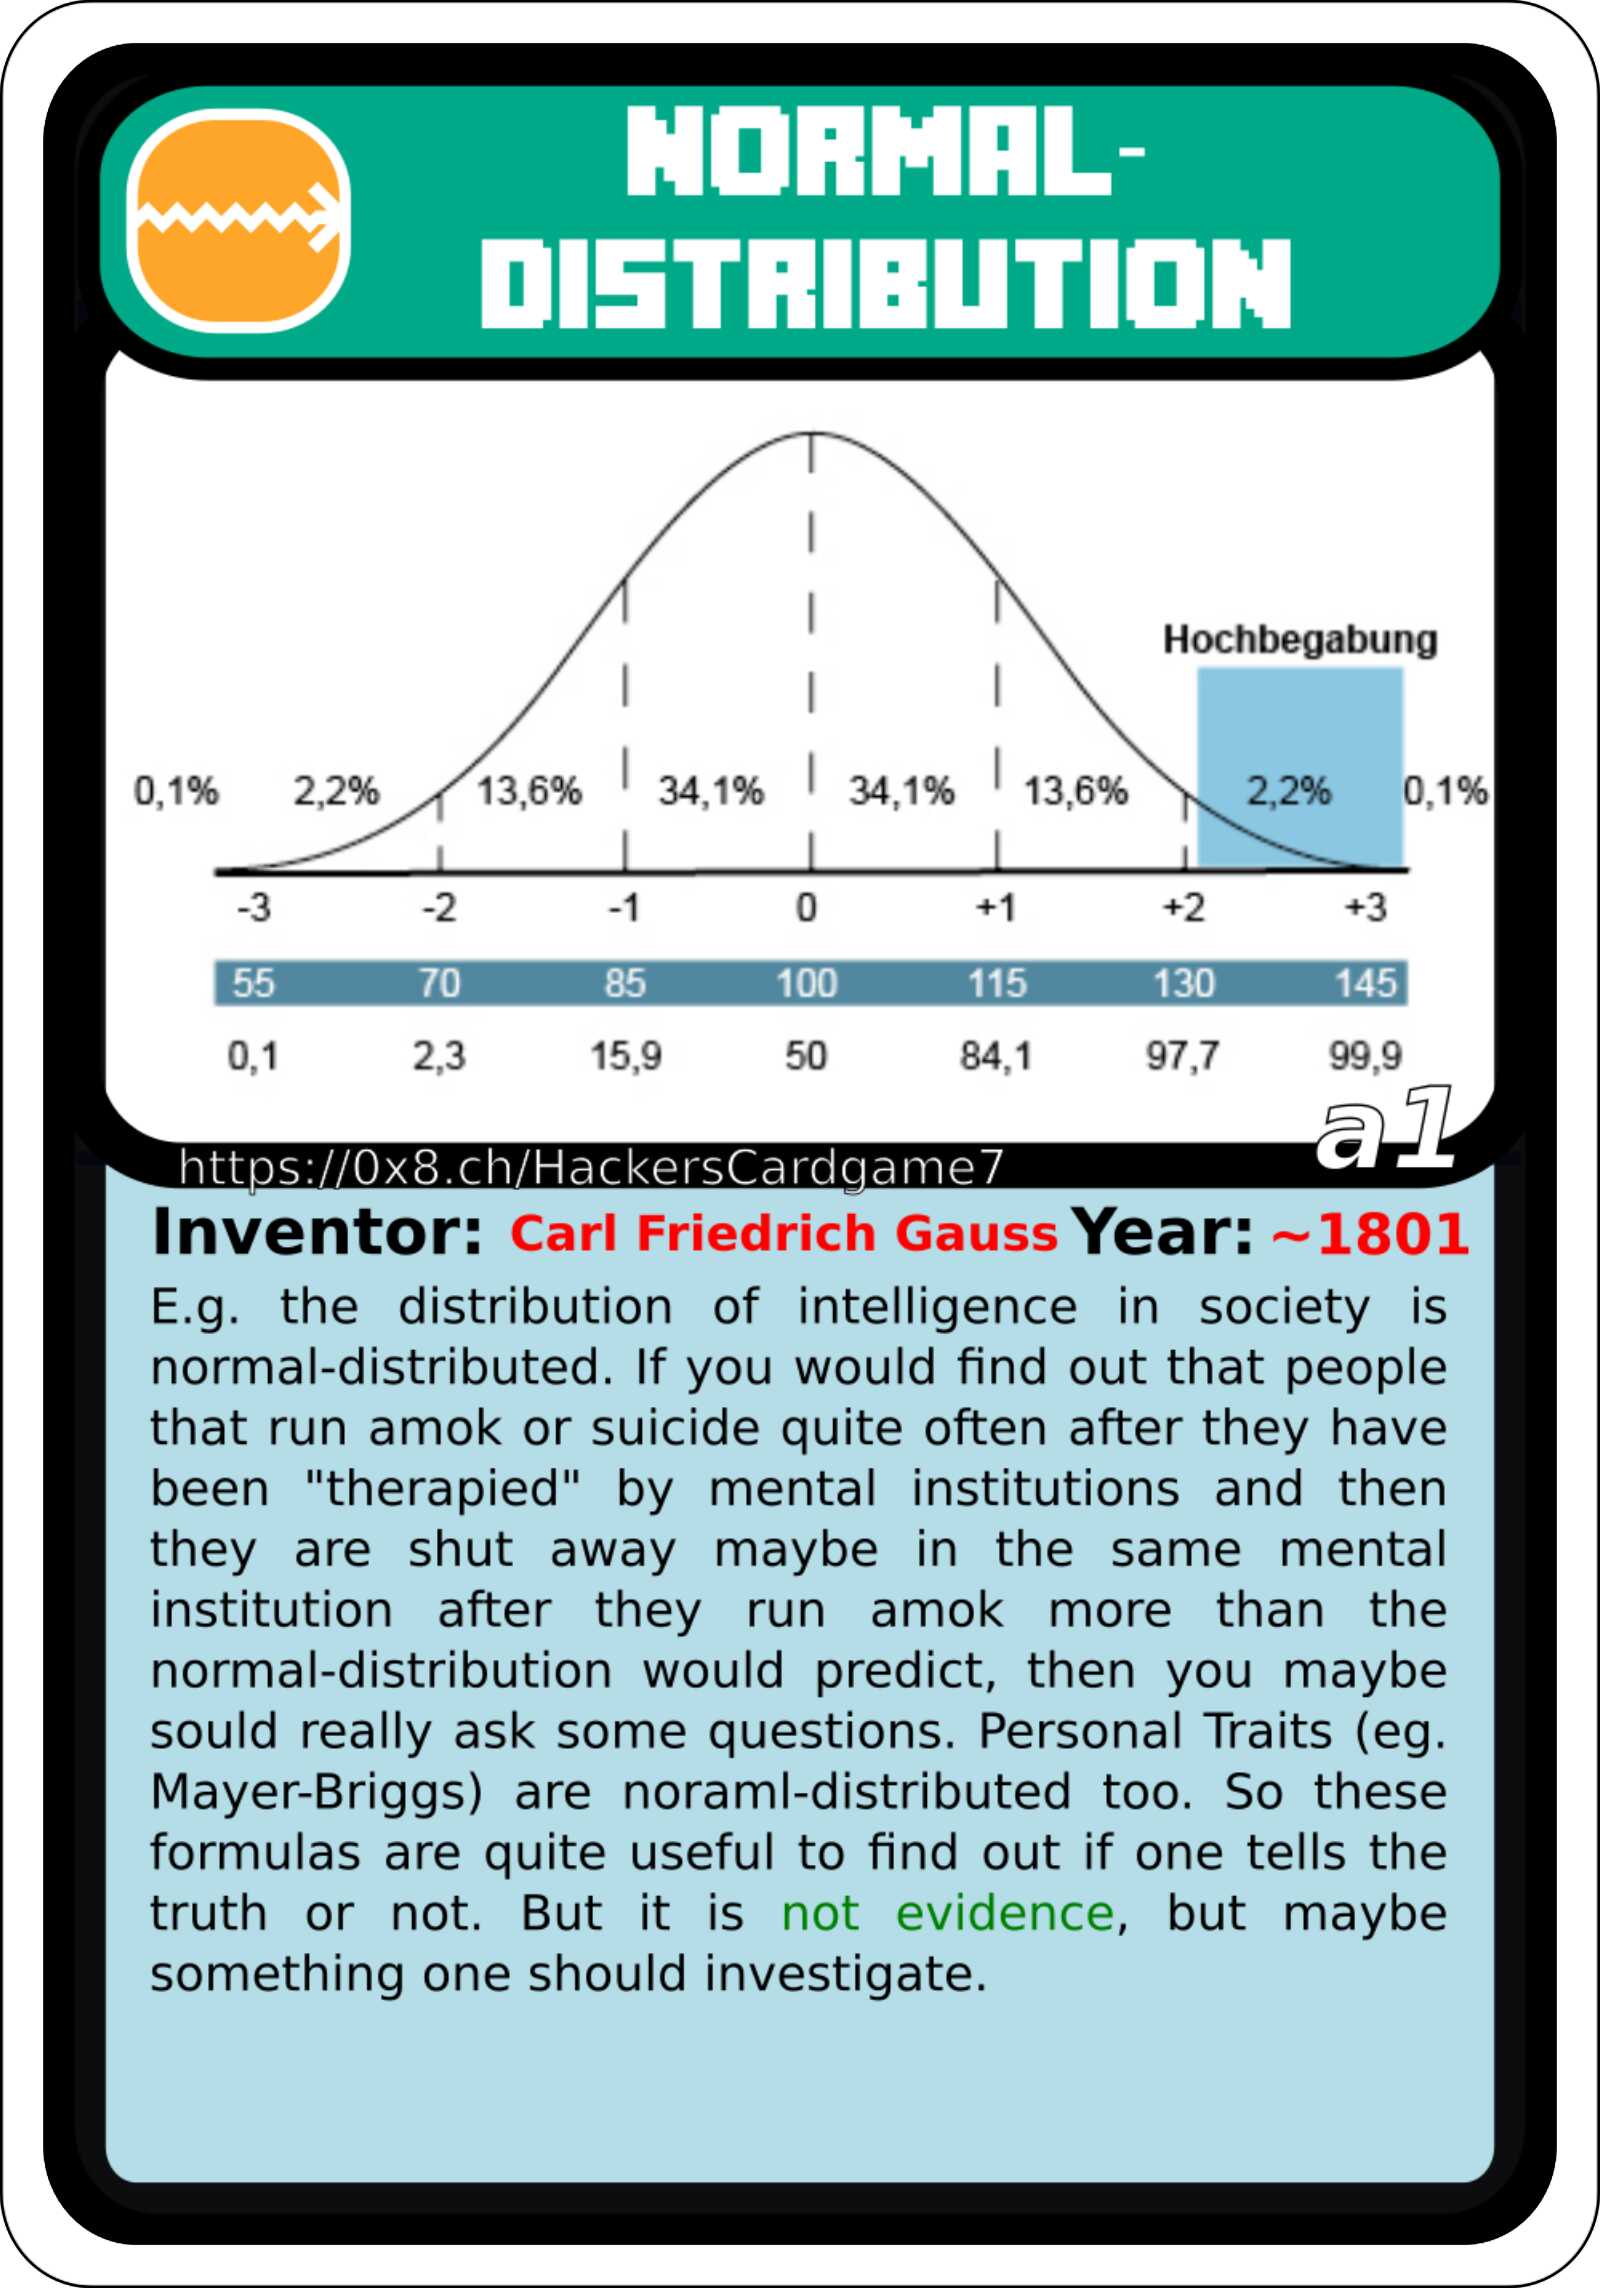 NORMAL-
DISTRIBUTION
Hochbegabung
0,1% 2,2% 13,6% 34,1% 34,1% 13,6% 2,2% 0,1%
-3 -2 -1 0 +1 +2 +3
55 70 85 100 115 130 145
0,1 2,3 15,9 50 84,1 97,7 99,9
a1
https://0x8.ch/HackersCardgame7
Inventor: Carl Friedrich Gauss Year: ~1801
E.g. the distribution of intelligence in society is
normal-distributed. If you would find out that people
that run amok or suicide quite often after they have
been "therapied" by mental institutions and then
they are shut away maybe in the same mental
institution after they run amok more than the
normal-distribution would predict, then you maybe
sould really ask some questions. Personal Traits (eg.
Mayer-Briggs) are noraml-distributed too. So these
formulas are quite useful to find out if one tells the
truth or not. But it is not evidence, but maybe
something one should investigate.